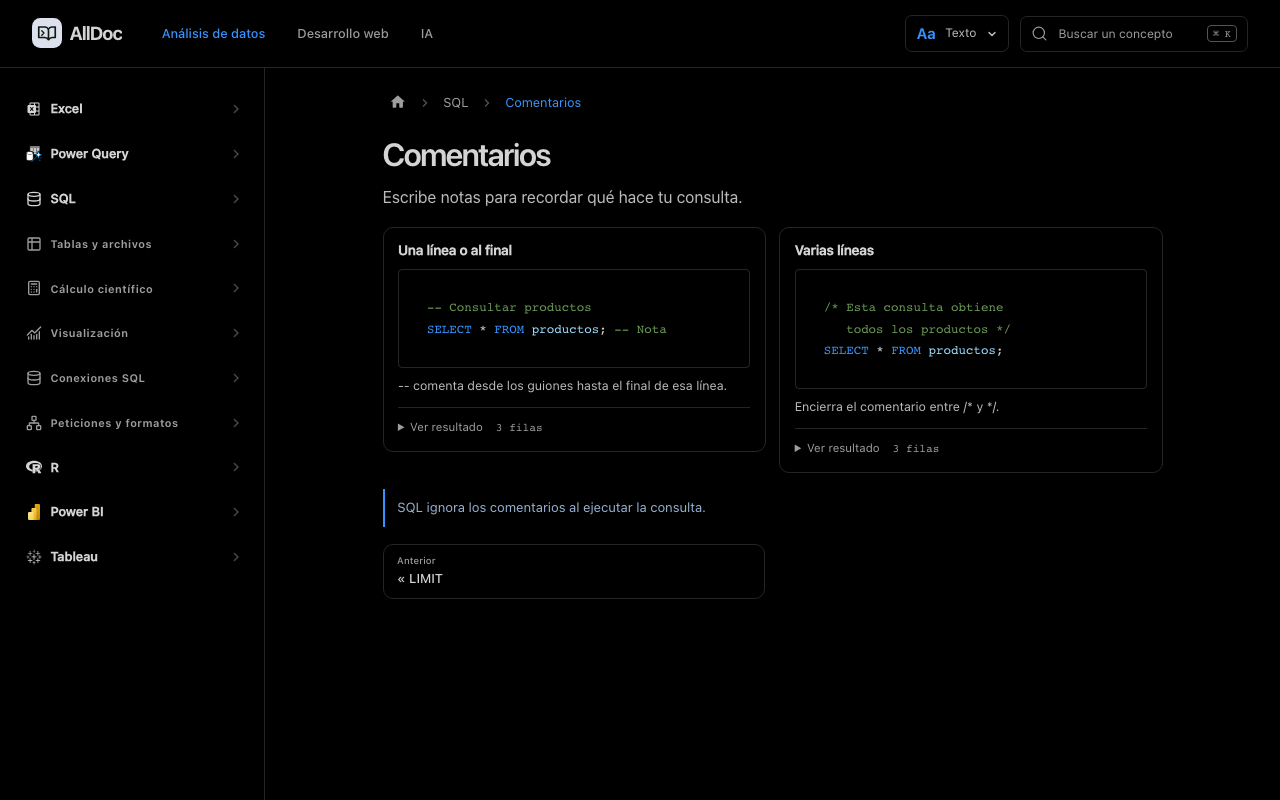 AllDoc
Análisis de datos
Desarrollo web
IA
Aa Texto
Buscar un concepto
⌘ K
Excel
Power Query
SQL
Tablas y archivos
Cálculo científico
Visualización
Conexiones SQL
Peticiones y formatos
R
Power BI
Tableau
SQL
Comentarios
Comentarios
Escribe notas para recordar qué hace tu consulta.
Una línea o al final
-- Consultar productos
SELECT * FROM productos; -- Nota
-- comenta desde los guiones hasta el final de esa línea.
Ver resultado 3 filas
Varias líneas
/* Esta consulta obtiene
todos los productos */
SELECT * FROM productos;
Encierra el comentario entre /* y */.
Ver resultado 3 filas
SQL ignora los comentarios al ejecutar la consulta.
Anterior
« LIMIT